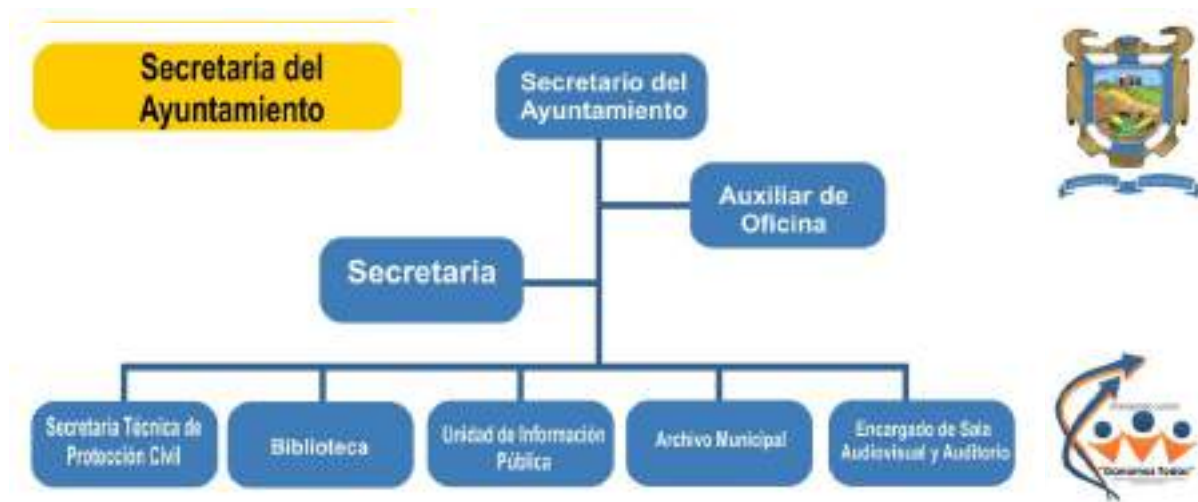 Secretaria del
Ayuntamiento
Secretario del
Ayuntamiento
Auxiliar de
Oficina
Secretaria
Secretaria Técnica de
Protección Civil
Biblioteca
Unidad de Información
Pública
Archivo Municipal
Encargado de Sala
Audiovisual y Auditorio